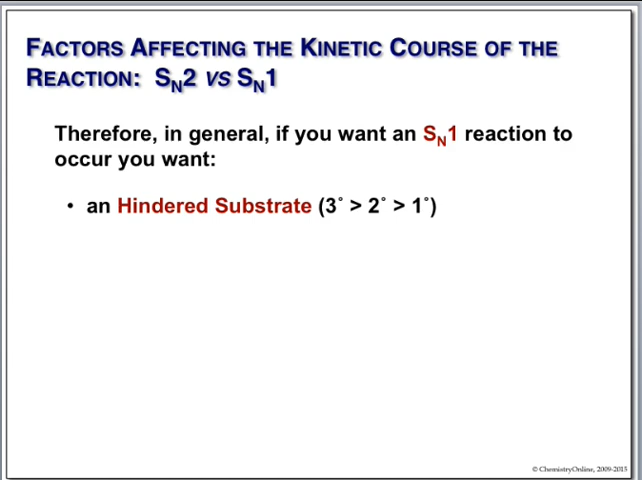 FACTORS AFFECTING THE KINETIC COURSE OF THE
REACTION: SN2 VS SN1
Therefore, in general, if you want an SN1 reaction to
occur you want:
• an Hindered Substrate (3˚ > 2˚ > 1˚)
© ChemistryOnline, 2009-2015